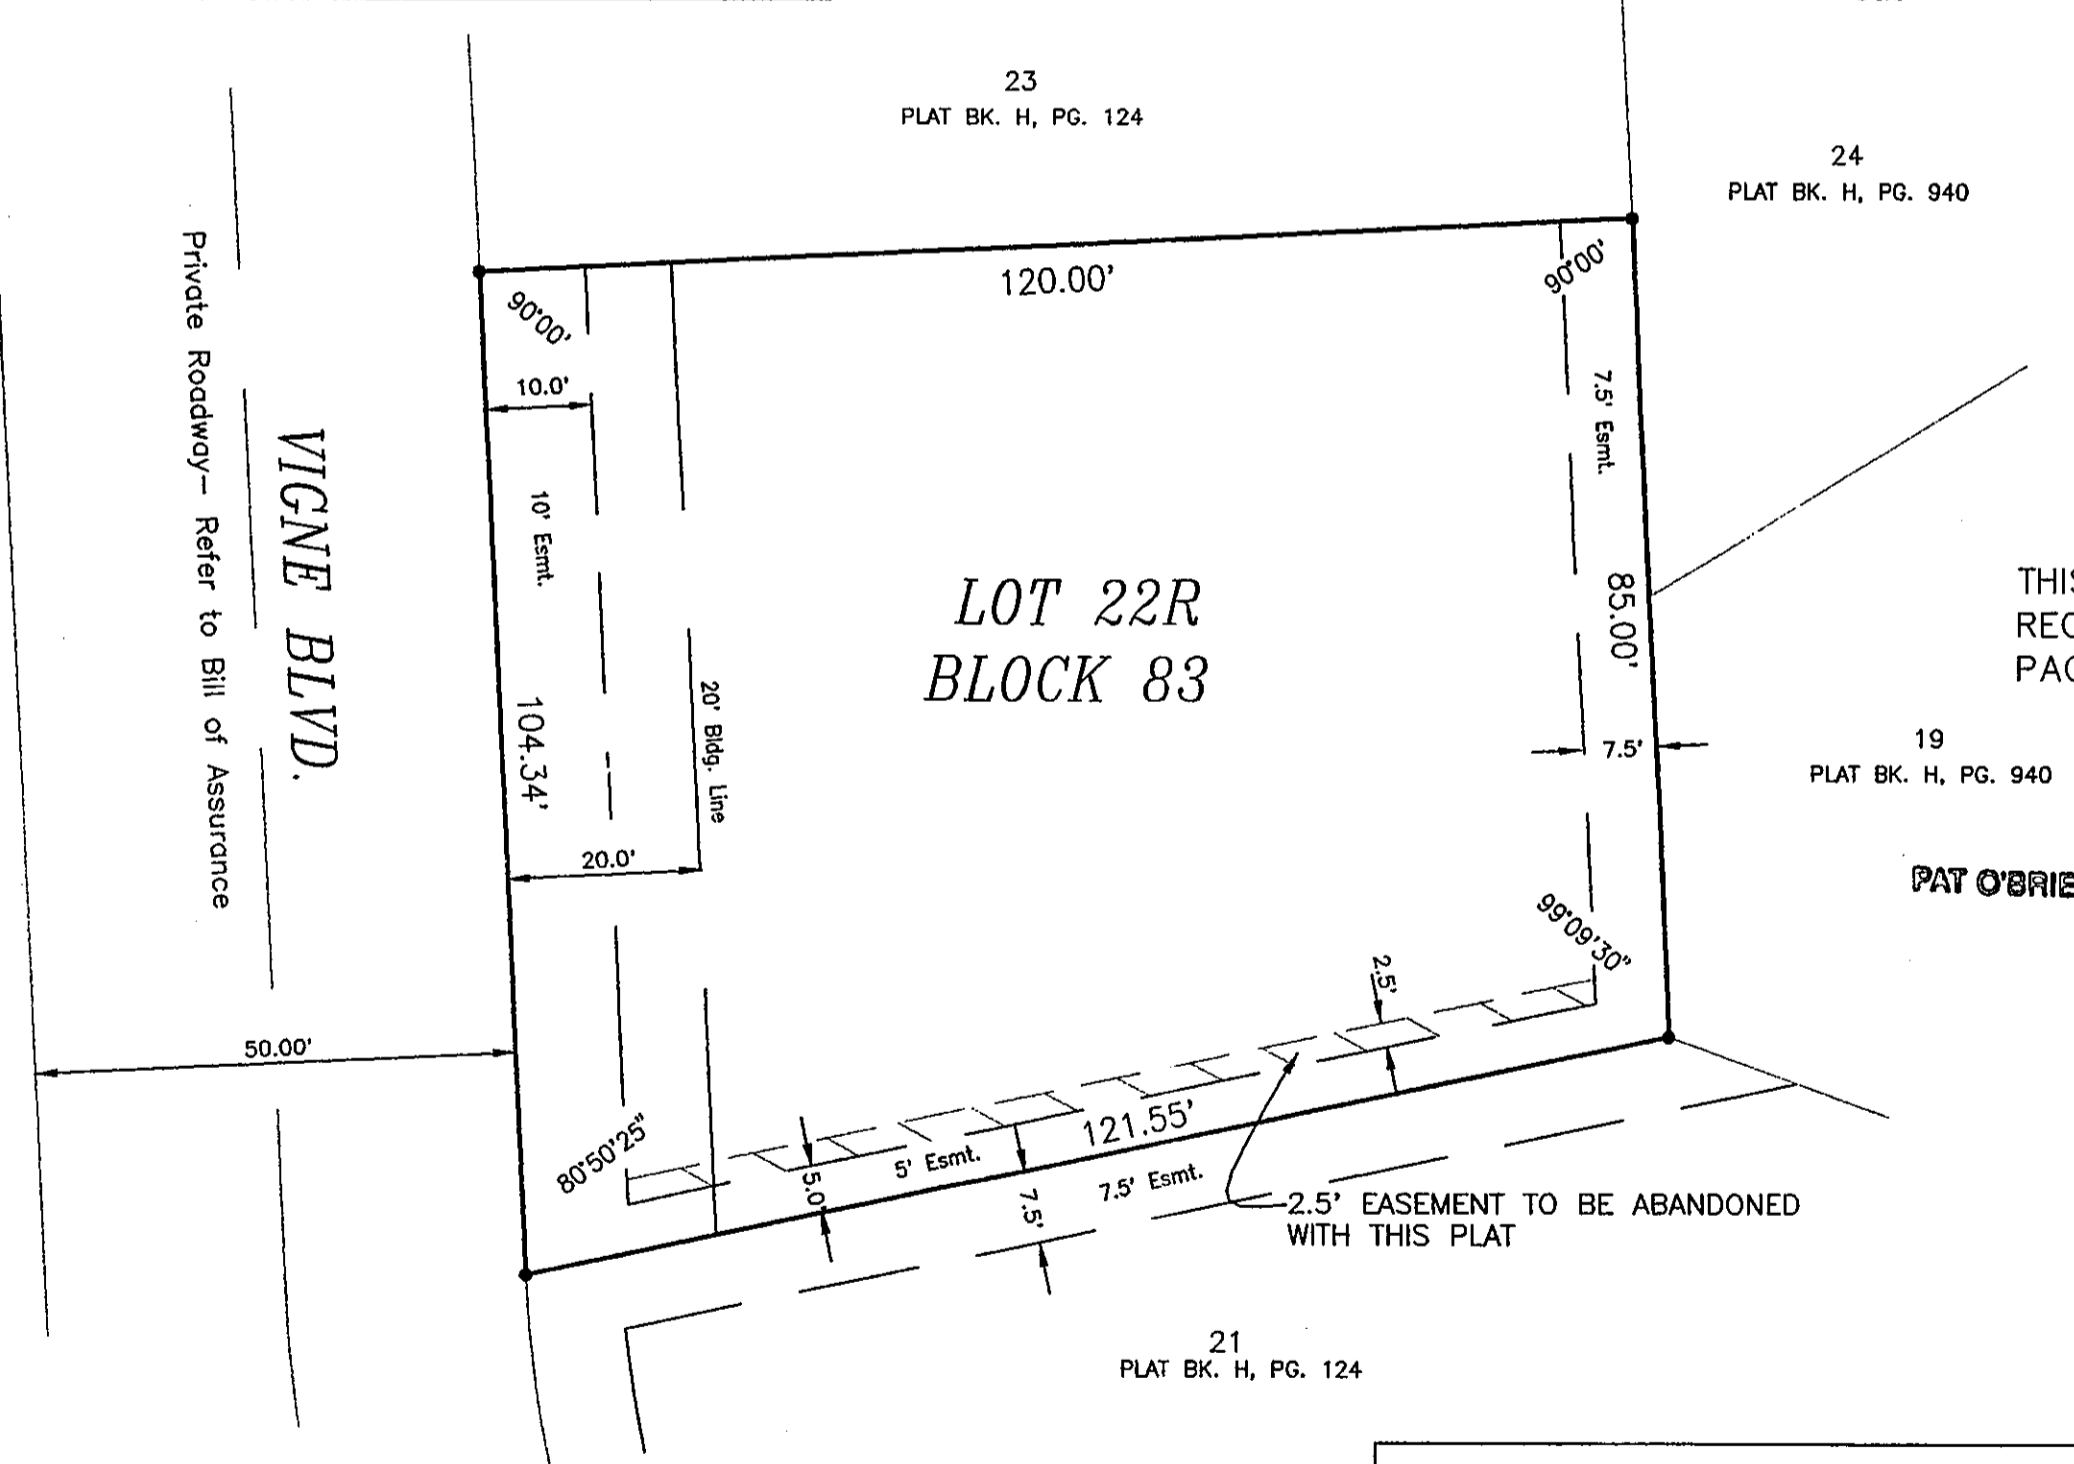 23
PLAT BK. H, PG. 124
24
PLAT BK. H, PG. 940
120.00'
90°00'
90°00'
10.0'
7.5' Esmt.
10' Esmt.
VIGNE BLVD.
Private Roadway- Refer to Bill of Assurance
LOT 22R
BLOCK 83
85.00'
104.34'
20' Bldg. Line
7.5'
19
PLAT BK. H, PG. 940
20.0'
PAT O'BRIE
99°09'30"
2.5'
50.00'
80°50'25"
121.55'
5' Esmt.
5.0'
7.5'
7.5' Esmt.
2.5' EASEMENT TO BE ABANDONED
WITH THIS PLAT
21
PLAT BK. H, PG. 124